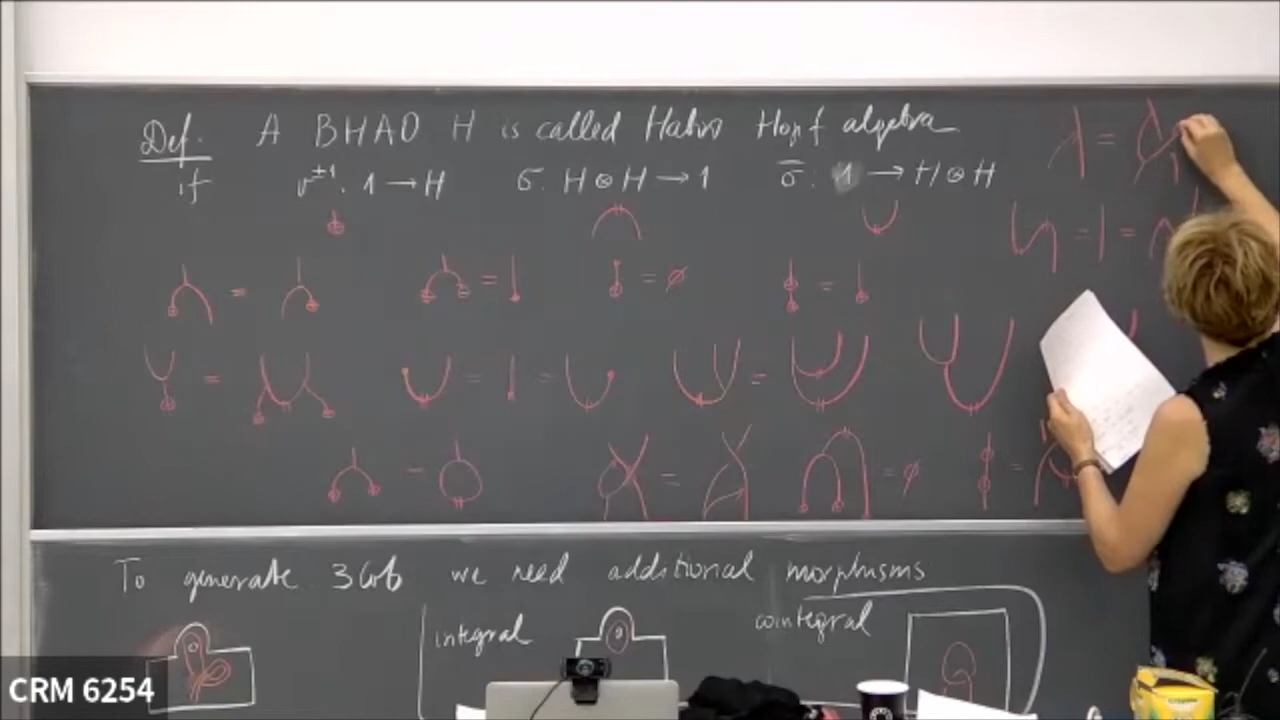 Def. A BHAO H is called Habiro Hopf algebra
if v^{±1}: 1 → H σ: H ⊗ H → 1 σ̄: 1 → H ⊗ H
To generate 3Cob we need additional morphisms
integral cointegral
CRM 6254